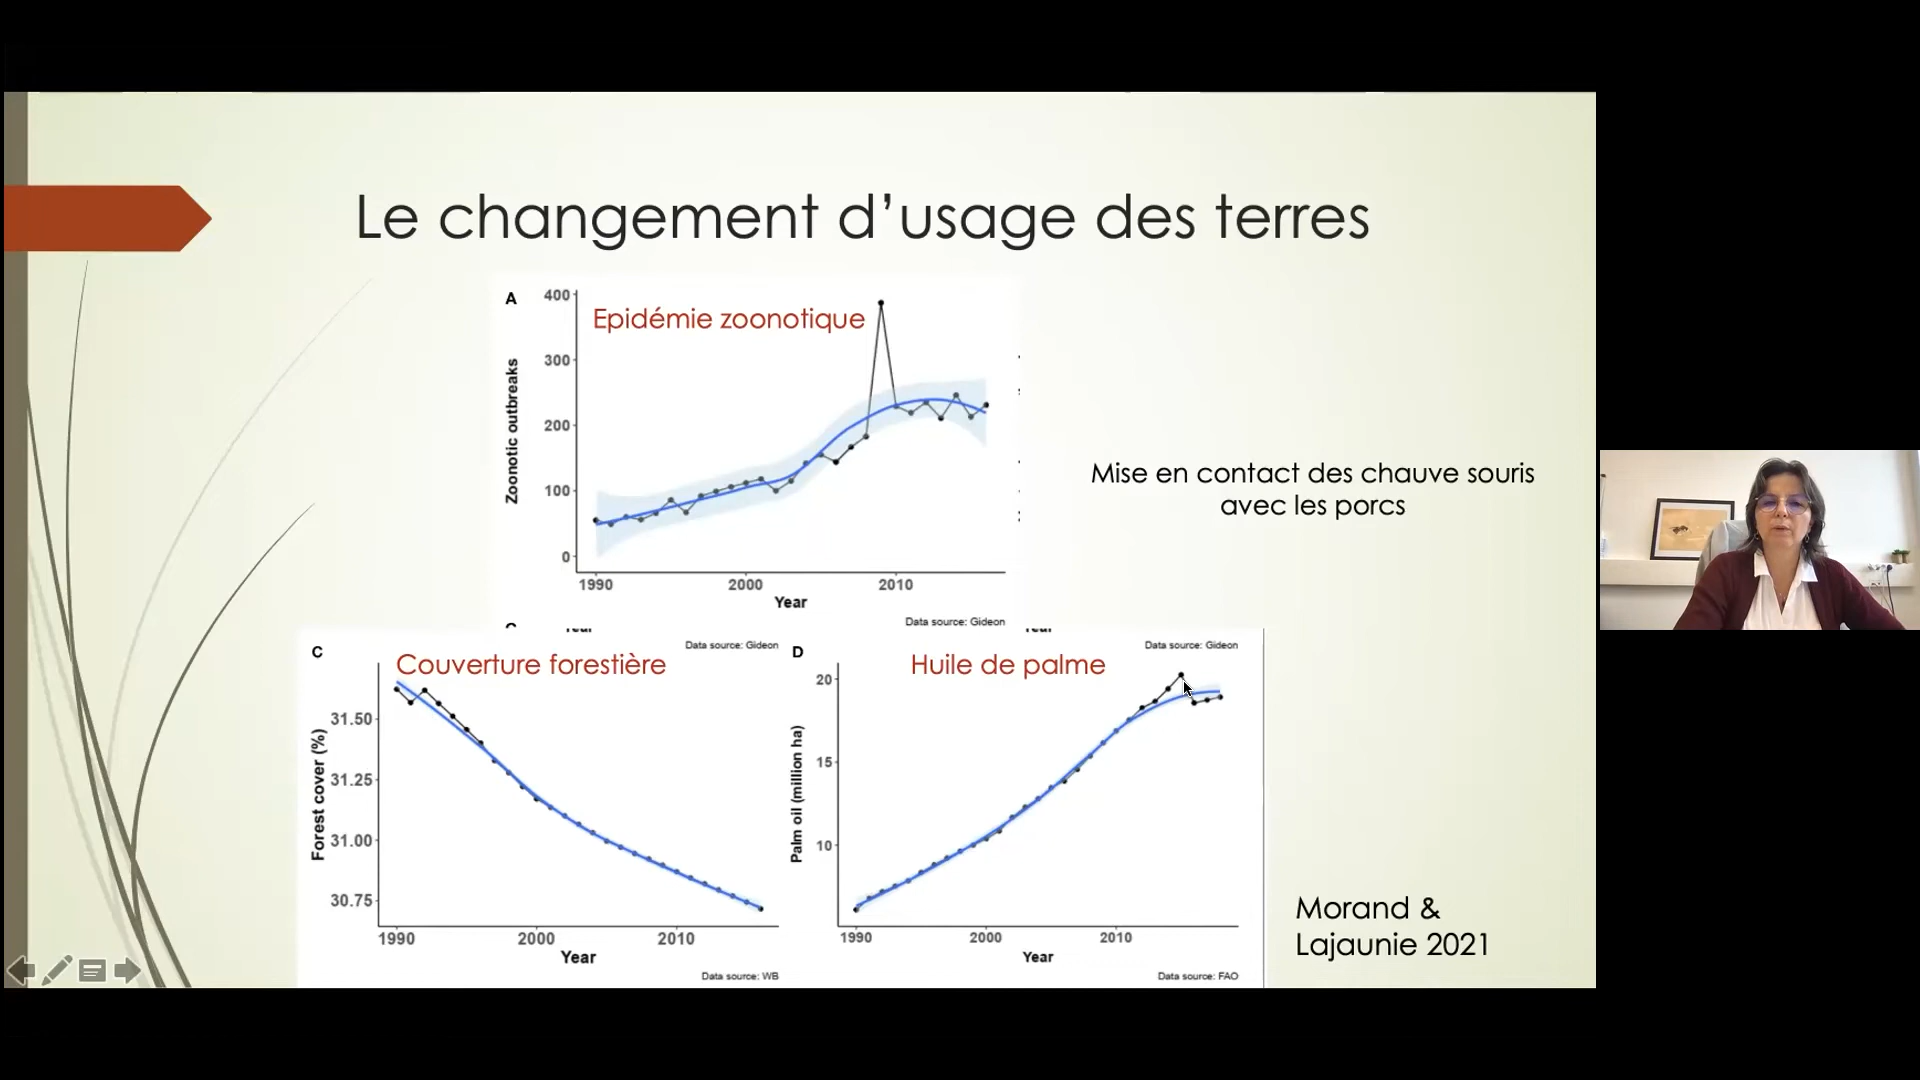 Le changement d’usage des terres
A
Epidémie zoonotique
Zoonotic outbreaks
400
300
200
100
0
1990
2000
2010
Year
Data source: Gideon
Mise en contact des chauve souris
avec les porcs
Data source: Gideon
C
Couverture forestière
Forest cover (%)
31.50
31.25
31.00
30.75
1990
2000
2010
Year
Data source: WB
Data source: Gideon
D
Huile de palme
Palm oil (million ha)
20
15
10
1990
2000
2010
Year
Data source: FAO
Morand &
Lajaunie 2021